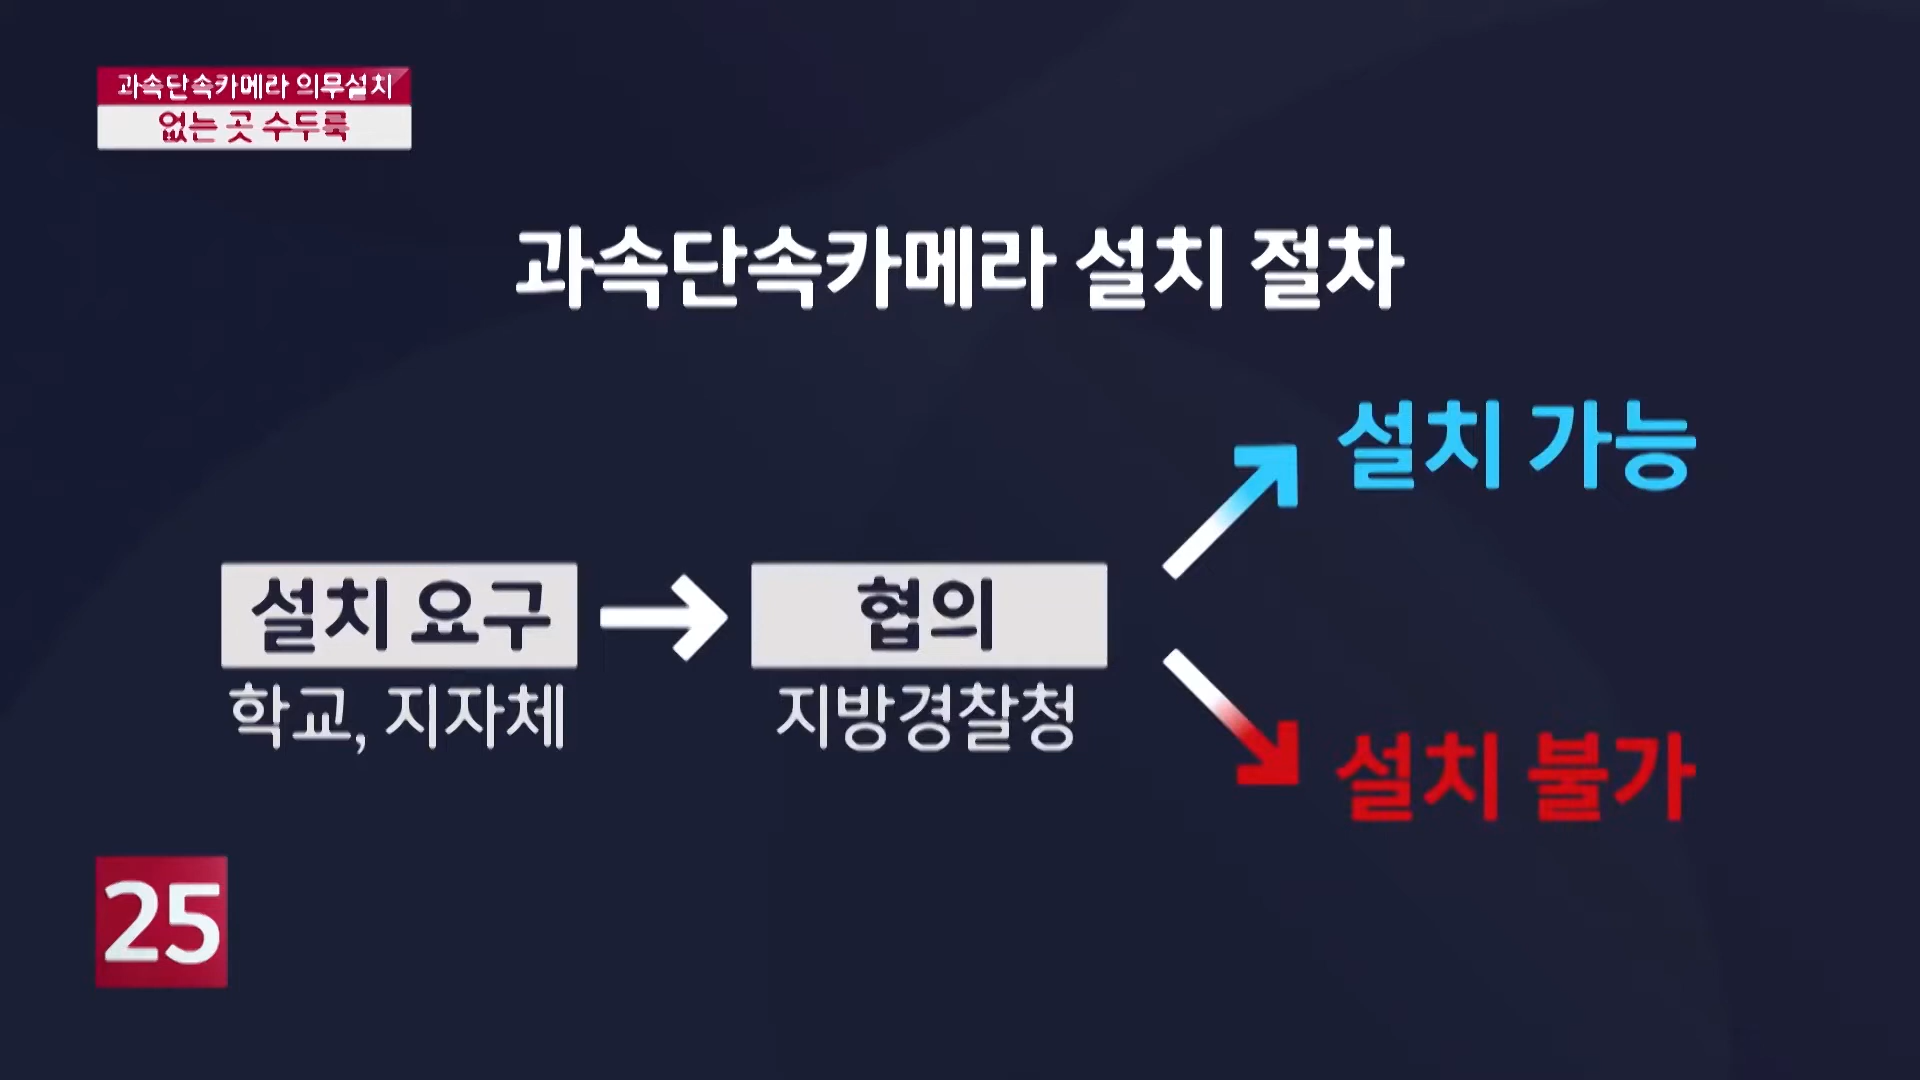 과속단속카메라 의무설치
없는 곳 수두룩
과속단속카메라 설치 절차
설치 가능
설치 요구
협의
학교, 지자체
지방경찰청
설치 불가
25